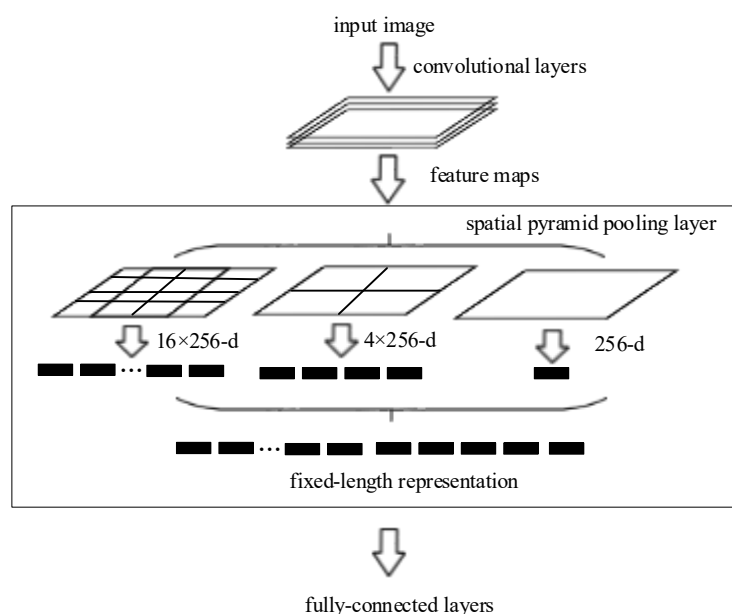 input image
convolutional layers
feature maps
spatial pyramid pooling layer
16×256-d
4×256-d
256-d
...
...
fixed-length representation
fully-connected layers